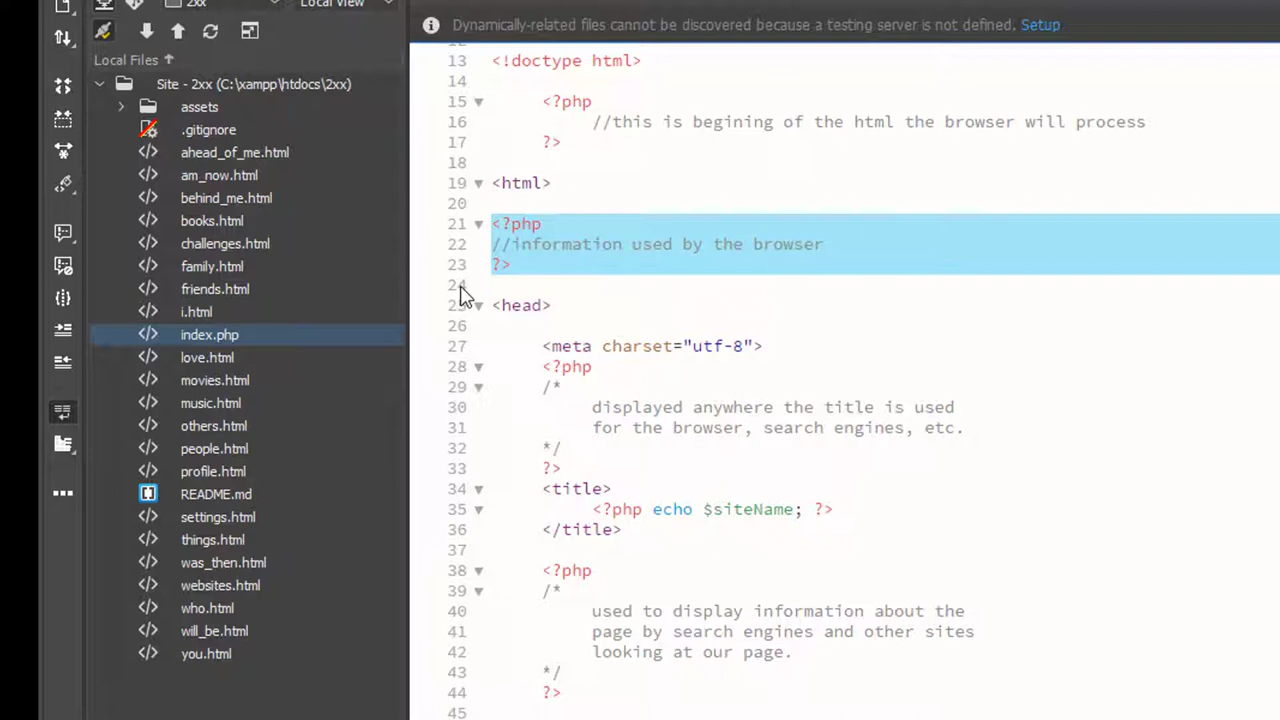 2xx
Local View
Dynamically-related files cannot be discovered because a testing server is not defined. Setup
Local Files
Site - 2xx (C:\xampp\htdocs\2xx)
assets
.gitignore
ahead_of_me.html
am_now.html
behind_me.html
books.html
challenges.html
family.html
friends.html
i.html
index.php
love.html
movies.html
music.html
others.html
people.html
profile.html
README.md
settings.html
things.html
was_then.html
websites.html
who.html
will_be.html
you.html
12
13 <!doctype html>
14
15 <?php
16 //this is begining of the html the browser will process
17 ?>
18
19 <html>
20
21 <?php
22 //information used by the browser
23 ?>
24
25 <head>
26
27 <meta charset="utf-8">
28 <?php
29 /*
30 displayed anywhere the title is used
31 for the browser, search engines, etc.
32 */
33 ?>
34 <title>
35 <?php echo $siteName; ?>
36 </title>
37
38 <?php
39 /*
40 used to display information about the
41 page by search engines and other sites
42 looking at our page.
43 */
44 ?>
45